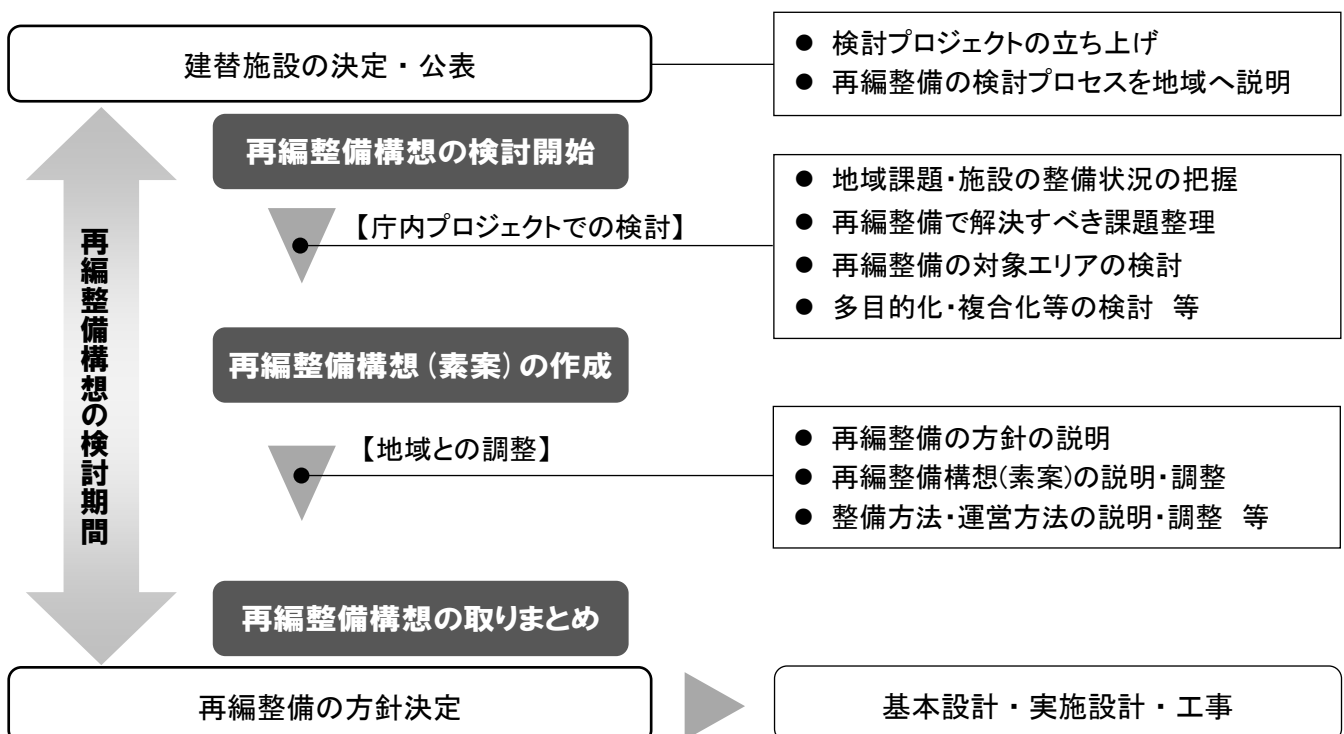 建替施設の決定・公表
● 検討プロジェクトの立ち上げ
● 再編整備の検討プロセスを地域へ説明
再編整備構想の検討期間
再編整備構想の検討開始
【庁内プロジェクトでの検討】
● 地域課題・施設の整備状況の把握
● 再編整備で解決すべき課題整理
● 再編整備の対象エリアの検討
● 多目的化・複合化等の検討 等
再編整備構想(素案)の作成
【地域との調整】
● 再編整備の方針の説明
● 再編整備構想(素案)の説明・調整
● 整備方法・運営方法の説明・調整 等
再編整備構想の取りまとめ
再編整備の方針決定
基本設計・実施設計・工事